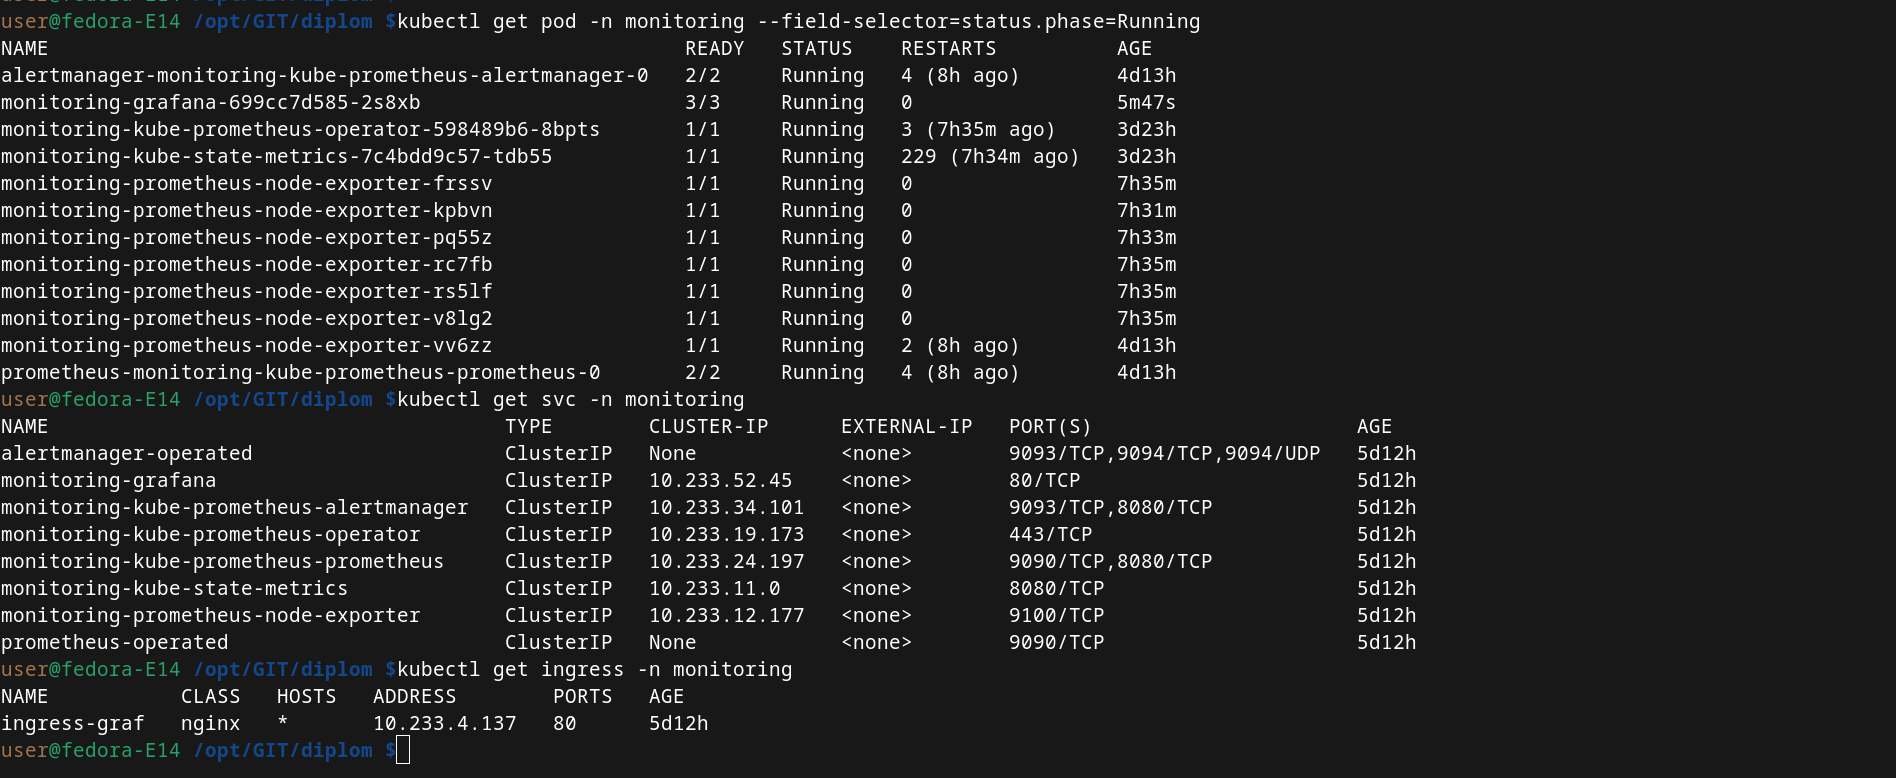 user@fedora-E14 /opt/GIT/diplom $kubectl get pod -n monitoring --field-selector=status.phase=Running
NAME                                                     READY   STATUS    RESTARTS          AGE
alertmanager-monitoring-kube-prometheus-alertmanager-0   2/2     Running   4 (8h ago)        4d13h
monitoring-grafana-699cc7d585-2s8xb                      3/3     Running   0                 5m47s
monitoring-kube-prometheus-operator-598489b6-8bpts       1/1     Running   3 (7h35m ago)     3d23h
monitoring-kube-state-metrics-7c4bdd9c57-tdb55           1/1     Running   229 (7h34m ago)   3d23h
monitoring-prometheus-node-exporter-frssv                1/1     Running   0                 7h35m
monitoring-prometheus-node-exporter-kpbvn                1/1     Running   0                 7h31m
monitoring-prometheus-node-exporter-pq55z                1/1     Running   0                 7h33m
monitoring-prometheus-node-exporter-rc7fb                1/1     Running   0                 7h35m
monitoring-prometheus-node-exporter-rs5lf                1/1     Running   0                 7h35m
monitoring-prometheus-node-exporter-v8lg2                1/1     Running   0                 7h35m
monitoring-prometheus-node-exporter-vv6zz                1/1     Running   2 (8h ago)        4d13h
prometheus-monitoring-kube-prometheus-prometheus-0       2/2     Running   4 (8h ago)        4d13h
user@fedora-E14 /opt/GIT/diplom $kubectl get svc -n monitoring
NAME                                      TYPE        CLUSTER-IP      EXTERNAL-IP   PORT(S)                      AGE
alertmanager-operated                     ClusterIP   None            <none>        9093/TCP,9094/TCP,9094/UDP   5d12h
monitoring-grafana                        ClusterIP   10.233.52.45    <none>        80/TCP                       5d12h
monitoring-kube-prometheus-alertmanager   ClusterIP   10.233.34.101   <none>        9093/TCP,8080/TCP            5d12h
monitoring-kube-prometheus-operator       ClusterIP   10.233.19.173   <none>        443/TCP                      5d12h
monitoring-kube-prometheus-prometheus     ClusterIP   10.233.24.197   <none>        9090/TCP,8080/TCP            5d12h
monitoring-kube-state-metrics             ClusterIP   10.233.11.0     <none>        8080/TCP                     5d12h
monitoring-prometheus-node-exporter       ClusterIP   10.233.12.177   <none>        9100/TCP                     5d12h
prometheus-operated                       ClusterIP   None            <none>        9090/TCP                     5d12h
user@fedora-E14 /opt/GIT/diplom $kubectl get ingress -n monitoring
NAME           CLASS   HOSTS   ADDRESS        PORTS   AGE
ingress-graf   nginx   *       10.233.4.137   80      5d12h
user@fedora-E14 /opt/GIT/diplom $